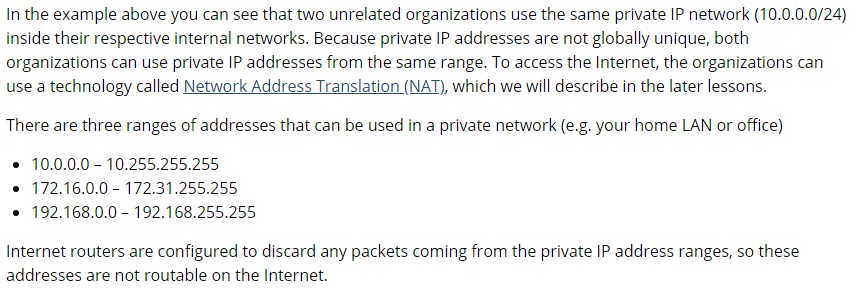 In the example above you can see that two unrelated organizations use the same private IP network (10.0.0.0/24)
inside their respective internal networks. Because private IP addresses are not globally unique, both
organizations can use private IP addresses from the same range. To access the Internet, the organizations can
use a technology called Network Address Translation (NAT), which we will describe in the later lessons.
There are three ranges of addresses that can be used in a private network (e.g. your home LAN or office)
• 10.0.0.0 – 10.255.255.255
• 172.16.0.0 – 172.31.255.255
• 192.168.0.0 – 192.168.255.255
Internet routers are configured to discard any packets coming from the private IP address ranges, so these
addresses are not routable on the Internet.